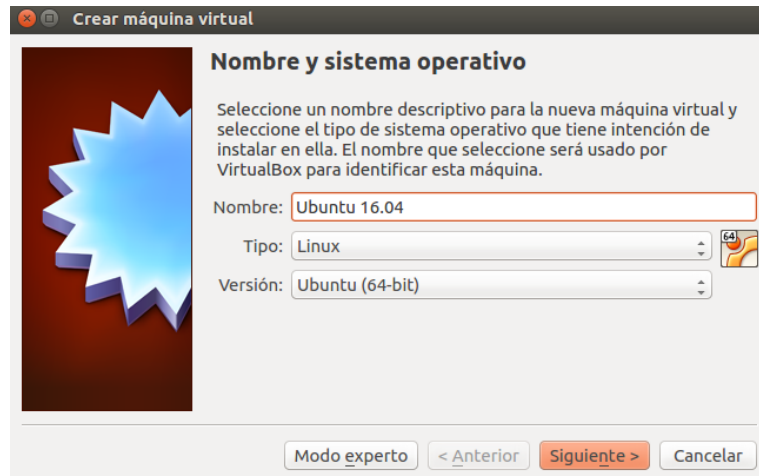 Crear máquina virtual
Nombre y sistema operativo
Seleccione un nombre descriptivo para la nueva máquina virtual y
seleccione el tipo de sistema operativo que tiene intención de
instalar en ella. El nombre que seleccione será usado por
VirtualBox para identificar esta máquina.
Nombre: Ubuntu 16.04
Tipo: Linux
64
Versión: Ubuntu (64-bit)
Modo experto < Anterior Siguiente > Cancelar